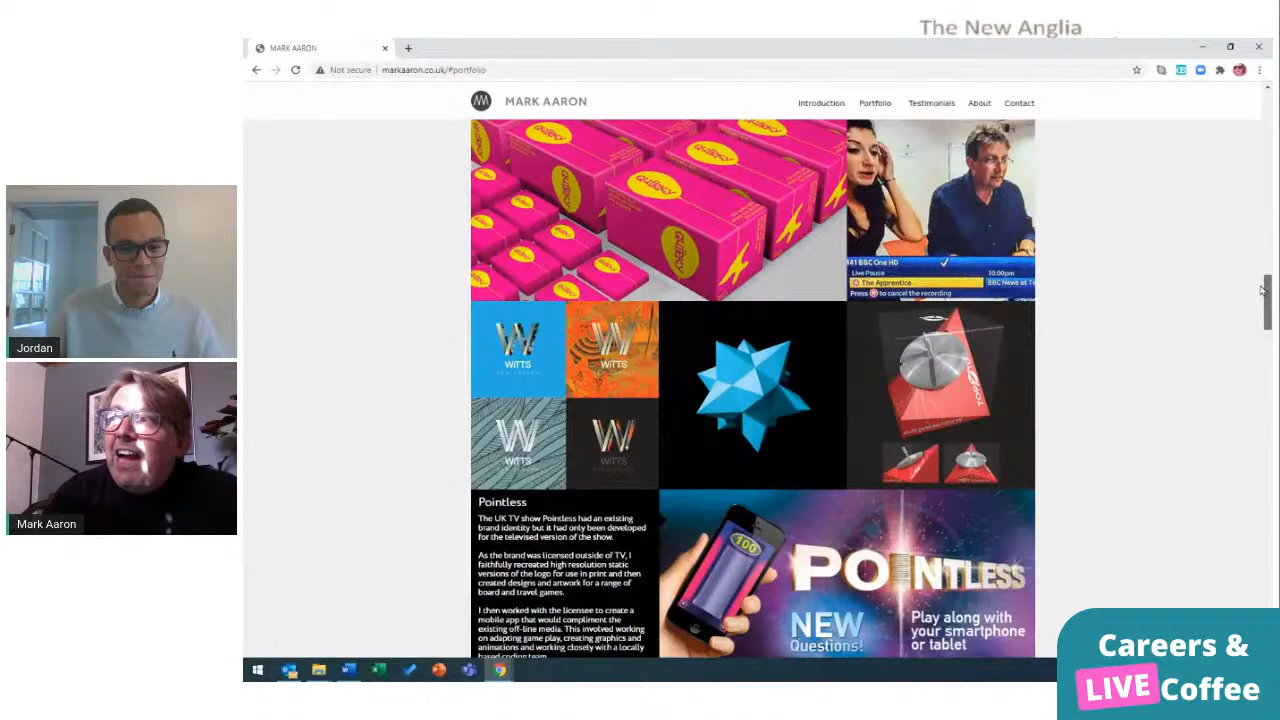 The New Anglia
MARK AARON
Not secure
markaaron.co.uk/#portfolio
MARK AARON
Introduction
Portfolio
Testimonials
About
Contact
Quincy
Quincy
Quincy
441 BBC One HD
Live Pause
10.00pm
The Apprentice
BBC News at Te
Press
to cancel the recording
W
WiTTS
W
WiTTS
W
WiTTS
W
WiTTS
Jordan
Mark Aaron
Pointless
The UK TV show Pointless had an existing
brand identity but it had only been developed
for the televised version of the show.
As the brand was licensed outside of TV, I
faithfully recreated high resolution static
versions of the logo for use in print and then
created designs and artwork for a range of
board and travel games.
I then worked with the licensee to create a
mobile app that would compliment the
existing off-line media. This involved working
on adapting game play, creating graphics and
animations and working closely with a locally
based coding team
100
POINTLESS
NEW
Questions!
Play along with
your smartphone
or tablet
Careers &
LIVE Coffee